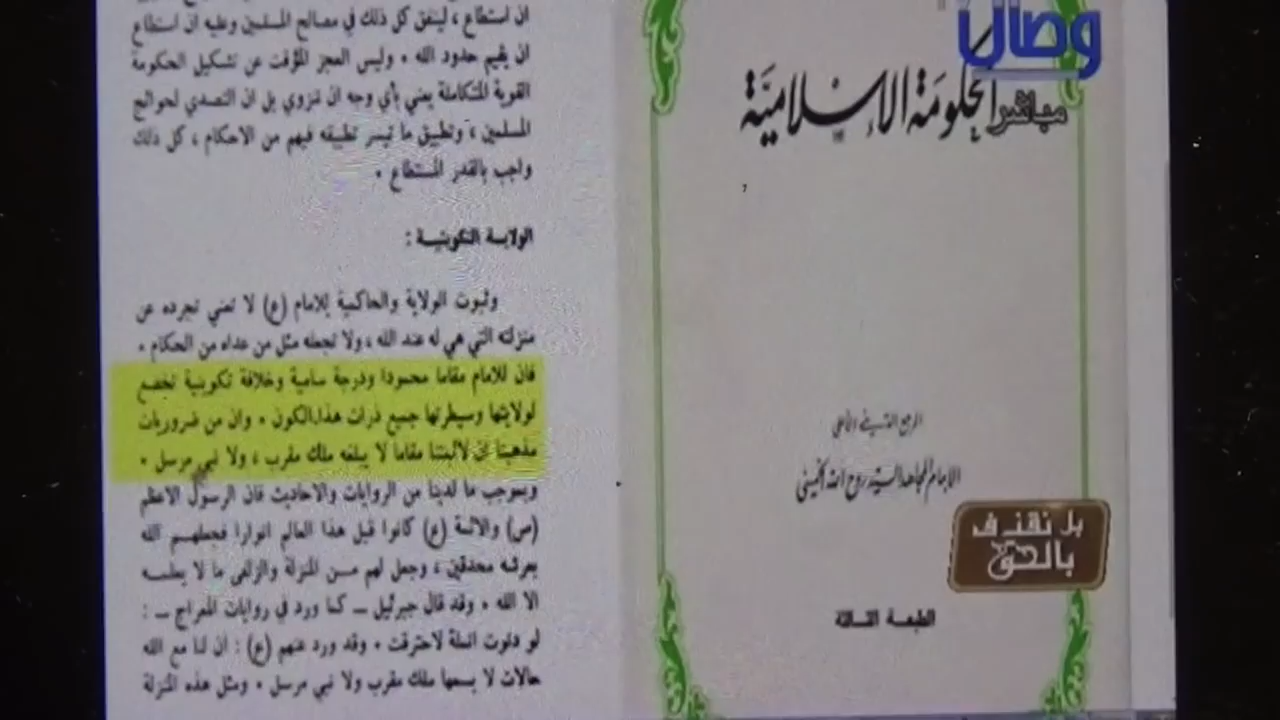 ان استطاع ، لينفق كل ذلك في مصالح المسلمين وعليه ان استطاع
ان يقيم حدود الله . وليس العجز المؤقت عن تشكيل الحكومة
القوية المتكاملة يعني بأي وجه ان ننزوي بل ان التصدي لحوائج
المسلمين ، وتطبيق ما تيسر تطبيقه فيهم من الاحكام ، كل ذلك
واجب بالقدر المستطاع .
الولاية التكوينية :
وثبوت الولاية والحاكمية للامام (ع) لا تعني تجرده عن
منزلته التي هي له عند الله ، ولا تجعله مثل من عداه من الحكام .
فان للامام مقاما محمودا ودرجة سامية وخلافة تكوينية تخضع
لولايتها وسيطرتها جميع ذرات هذا الكون . وان من ضروريات
مذهبنا ان لائمتنا مقاما لا يبلغه ملك مقرب ، ولا نبي مرسل .
وبموجب ما لدينا من الروايات والاحاديث فان الرسول الاعظم
(ص) والائمة (ع) كانوا قبل هذا العالم انوارا فجعلهم الله
بعرشه محدقين ، وجعل لهم من المنزلة والزلفى ما لا يعلمه
الا الله . وقد قال جبرئيل ــ كما ورد في روايات المعراج ــ :
لو دنوت انملة لاحترقت . وقد ورد عنهم (ع) : ان لنا مع الله
حالات لا يسعها ملك مقرب ولا نبي مرسل . ومثل هذه المنزلة
وصال
مباشر
الحكومة الإسلامية
الامام المجاهد السيد روح الله الخميني
بل نقذف
بالحق
الطبعة الثالثة